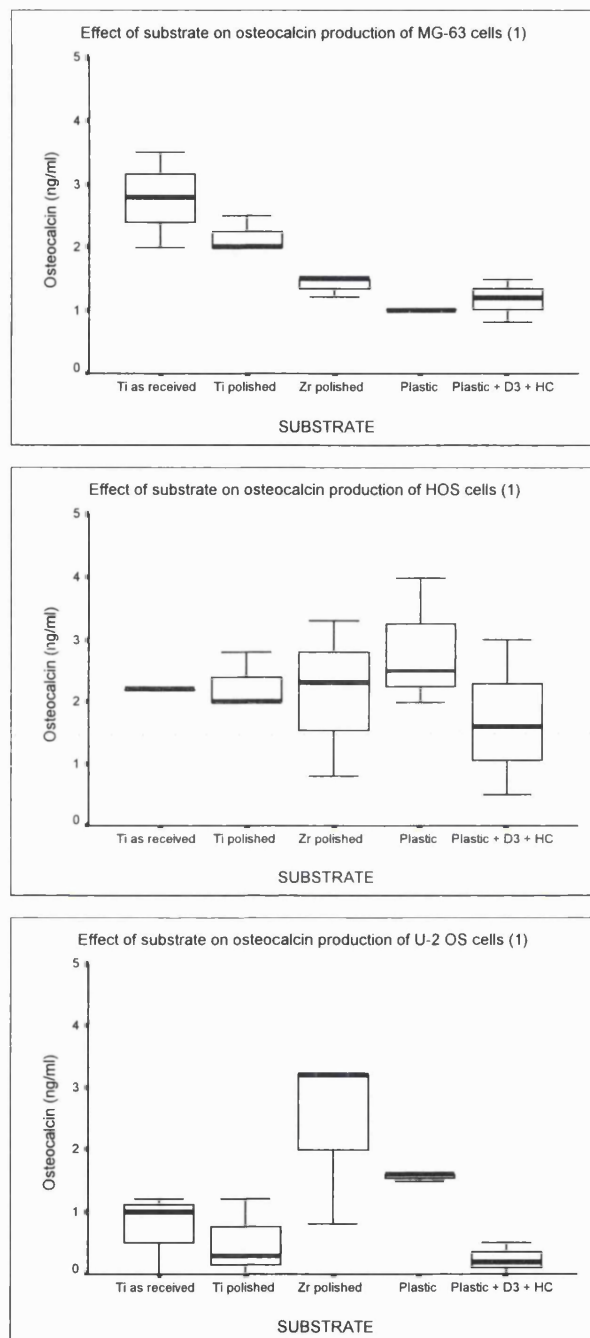 Effect of substrate on osteocalcin production of MG-63 cells (1)
5
4
3
2
1
0
Osteocalcin (ng/ml)
Ti as received Ti polished Zr polished Plastic Plastic + D3 + HC
SUBSTRATE
Effect of substrate on osteocalcin production of HOS cells (1)
5
4
3
2
1
0
Osteocalcin (ng/ml)
Ti as received Ti polished Zr polished Plastic Plastic + D3 + HC
SUBSTRATE
Effect of substrate on osteocalcin production of U-2 OS cells (1)
5
4
3
2
1
0
Osteocalcin (ng/ml)
Ti as received Ti polished Zr polished Plastic Plastic + D3 + HC
SUBSTRATE